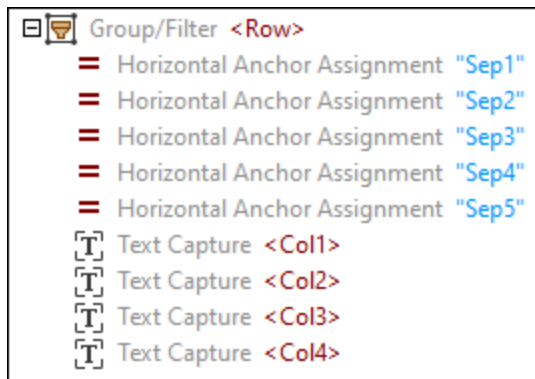 Group/Filter <Row>
= Horizontal Anchor Assignment "Sep1"
= Horizontal Anchor Assignment "Sep2"
= Horizontal Anchor Assignment "Sep3"
= Horizontal Anchor Assignment "Sep4"
= Horizontal Anchor Assignment "Sep5"
[T] Text Capture <Col1>
[T] Text Capture <Col2>
[T] Text Capture <Col3>
[T] Text Capture <Col4>